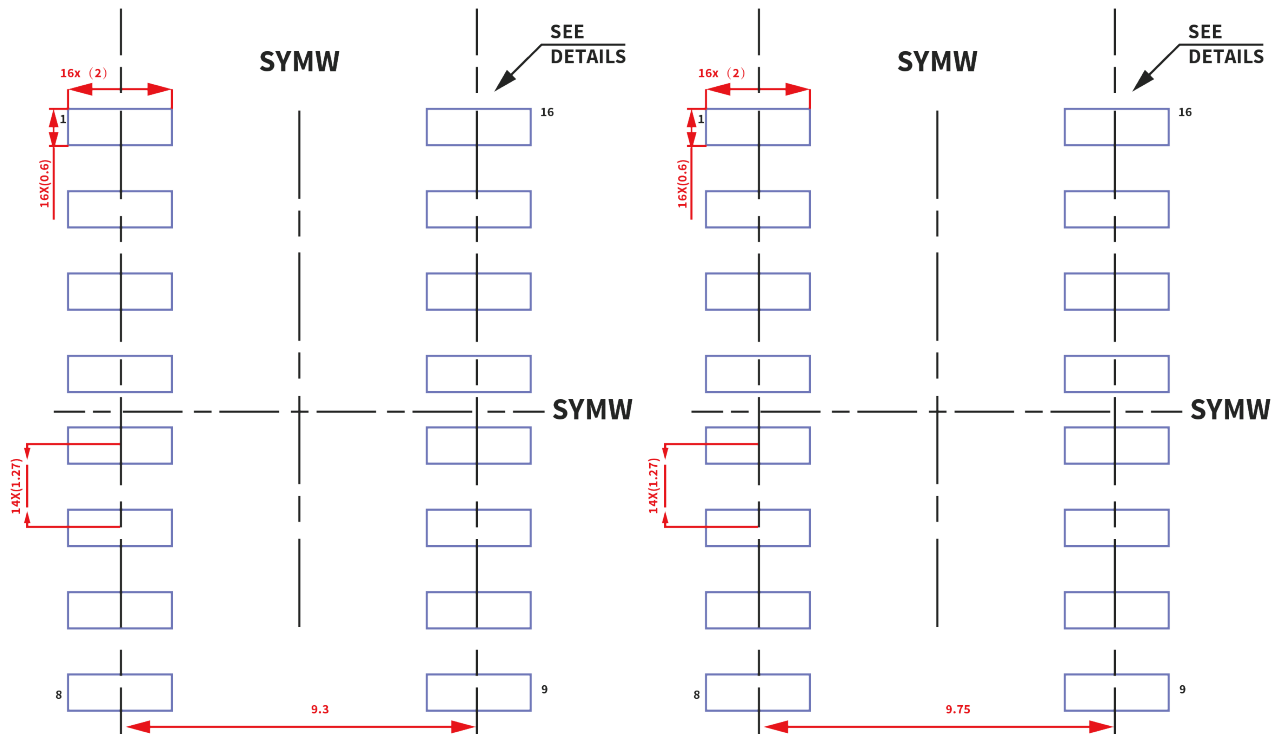 SYMW
SEE
DETAILS
16x（2）
1
16
16X(0.6)
SYMW
14X(1.27)
8
9
9.3
SYMW
SEE
DETAILS
16x（2）
1
16
16X(0.6)
SYMW
14X(1.27)
8
9
9.75